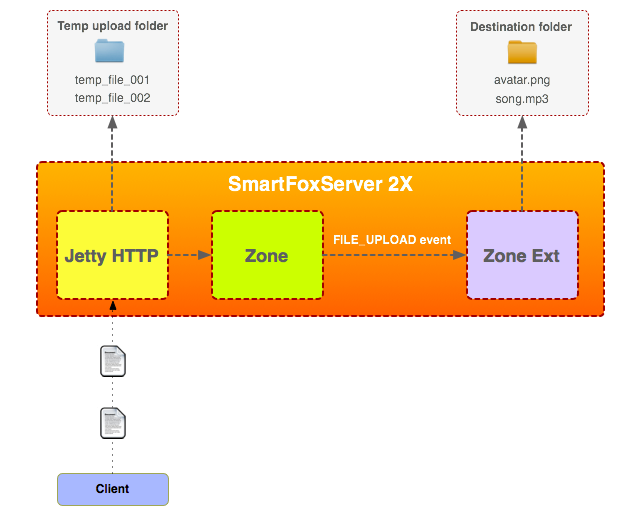 Temp upload folder
temp_file_001
temp_file_002
Destination folder
avatar.png
song.mp3
SmartFoxServer 2X
Jetty HTTP
Zone
FILE_UPLOAD event
Zone Ext
Client